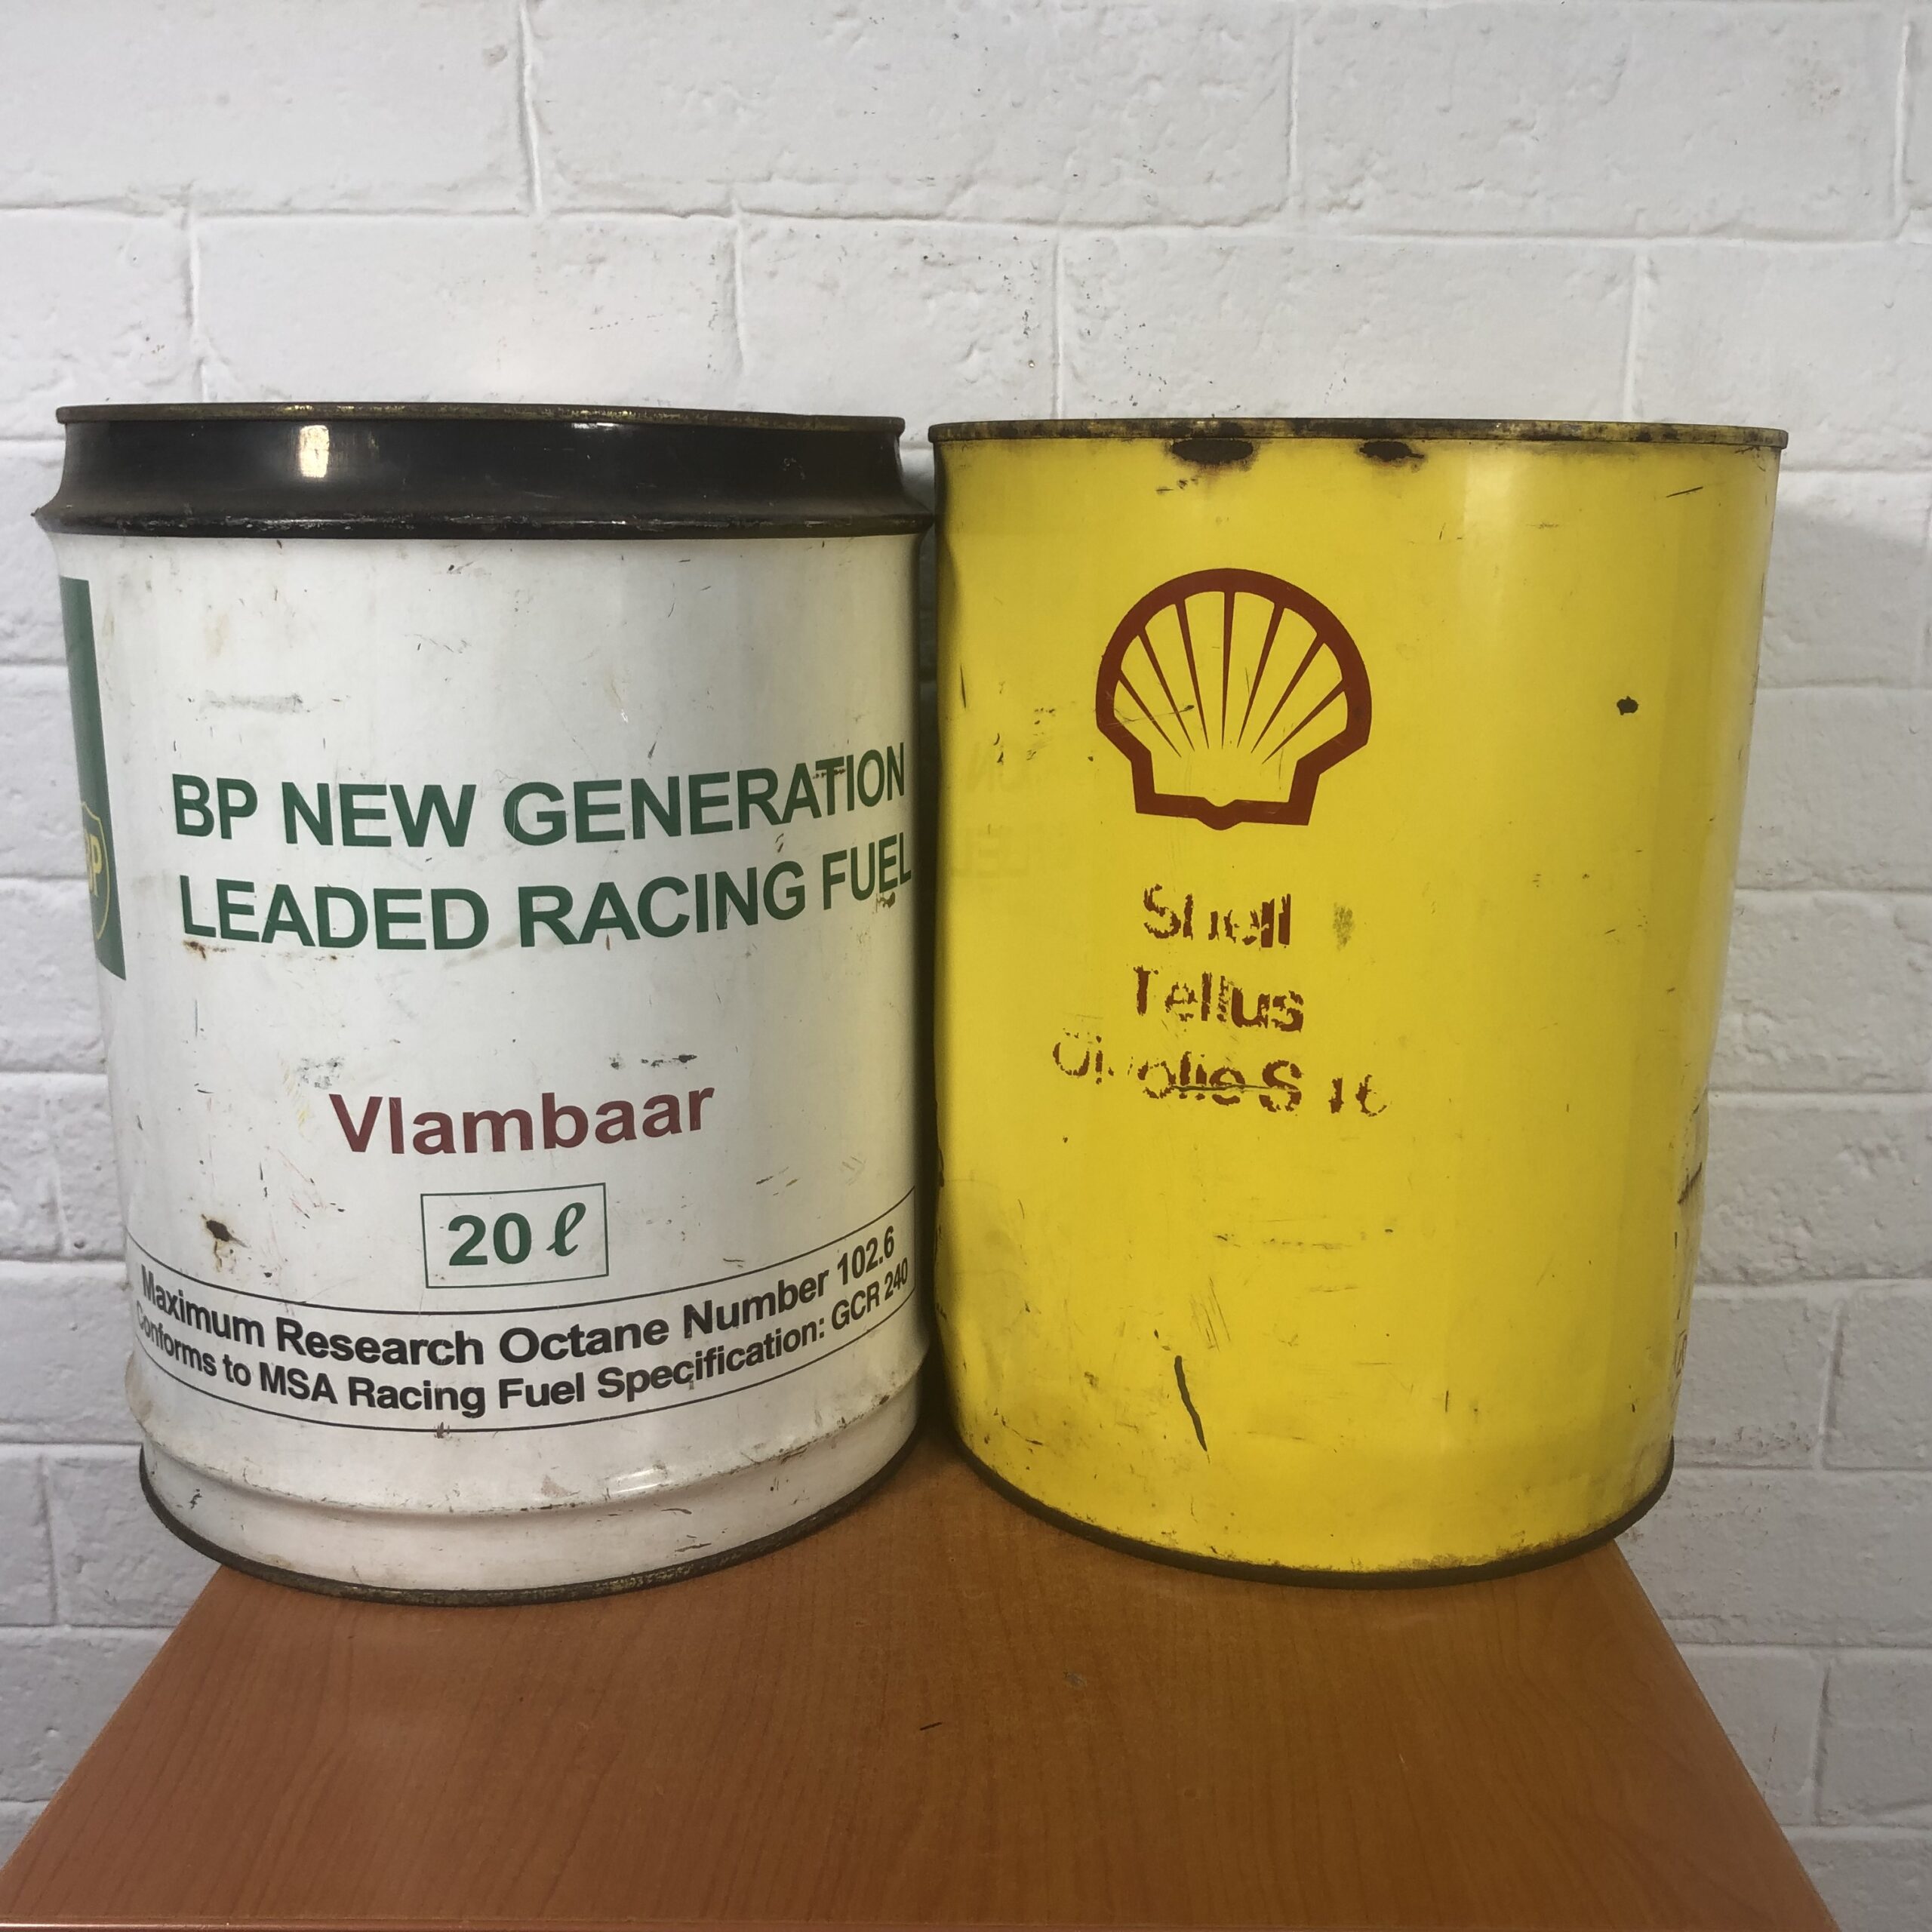 BP
BP NEW GENERATION
LEADED RACING FUEL
Vlambaar
20 ℓ
Maximum Research Octane Number 102.6
Conforms to MSA Racing Fuel Specification: GCR 240
Shell
Tellus
S